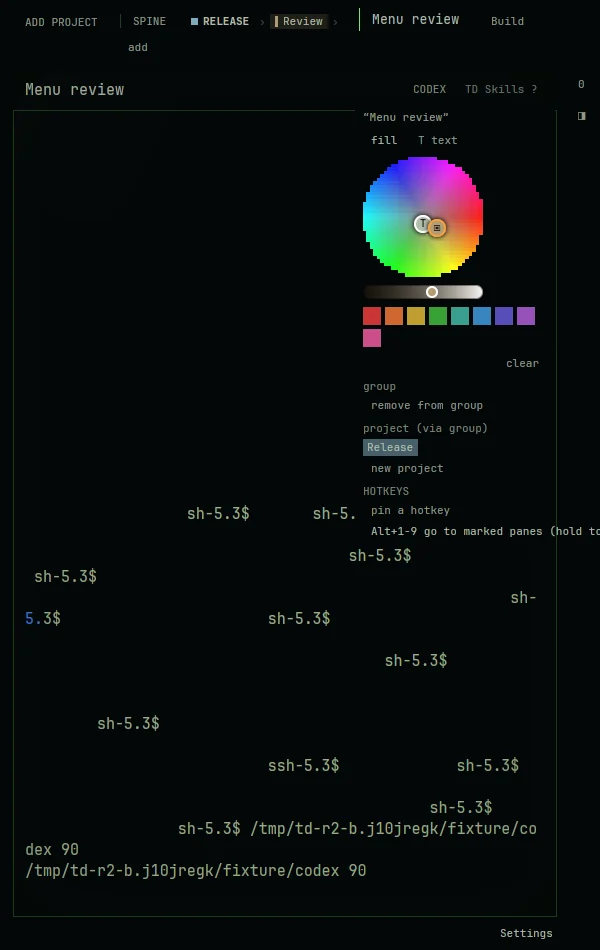 ADD PROJECT SPINE RELEASE › Review › Menu review Build
add
Menu review CODEX TD Skills ? 0
“Menu review”
fill T text
T
clear
group
remove from group
project (via group)
Release
new project
HOTKEYS
pin a hotkey
Alt+1-9 go to marked panes (hold to
sh-5.3$ sh-5.
sh-5.3$
sh-5.3$
sh-
5.3$ sh-5.3$
sh-5.3$
sh-5.3$
ssh-5.3$ sh-5.3$
sh-5.3$
sh-5.3$ /tmp/td-r2-b.j10jregk/fixture/co
dex 90
/tmp/td-r2-b.j10jregk/fixture/codex 90
Settings